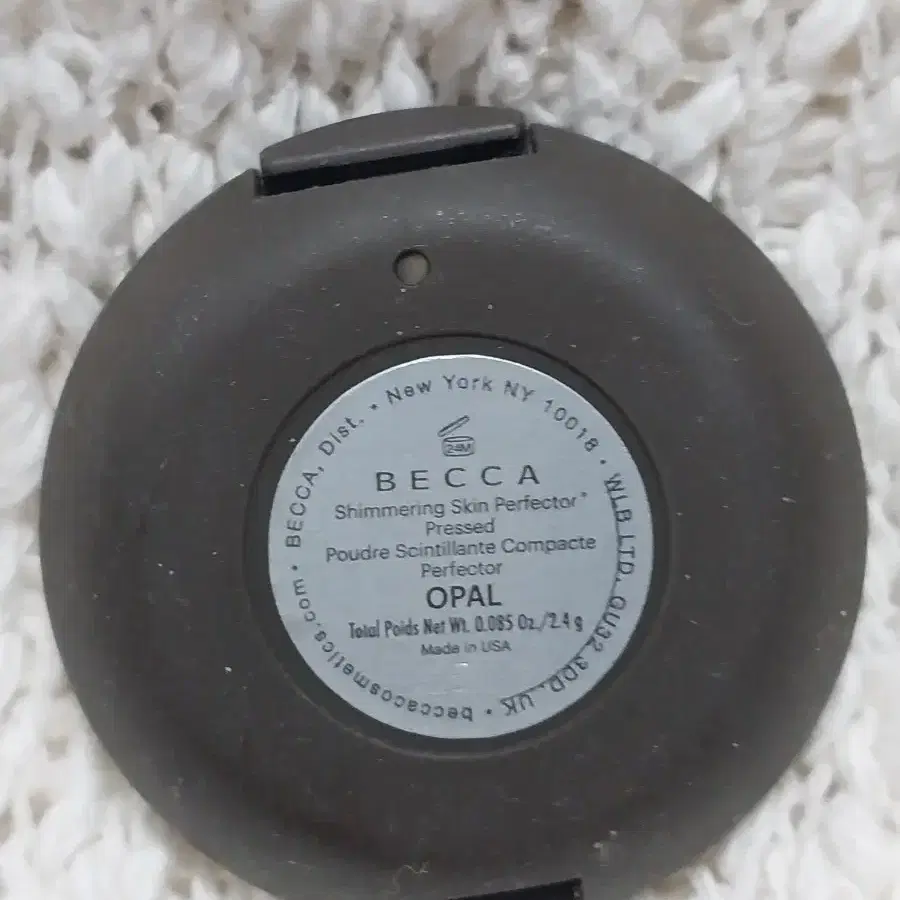 BECCA, Dist. • New York NY 10018 • WLB LTD. GU32 3DD. UK • beccacosmetics.com •
24M
BECCA
Shimmering Skin Perfector®
Pressed
Poudre Scintillante Compacte
Perfector
OPAL
Total Poids Net Wt. 0.085 Oz./2.4 g
Made in USA